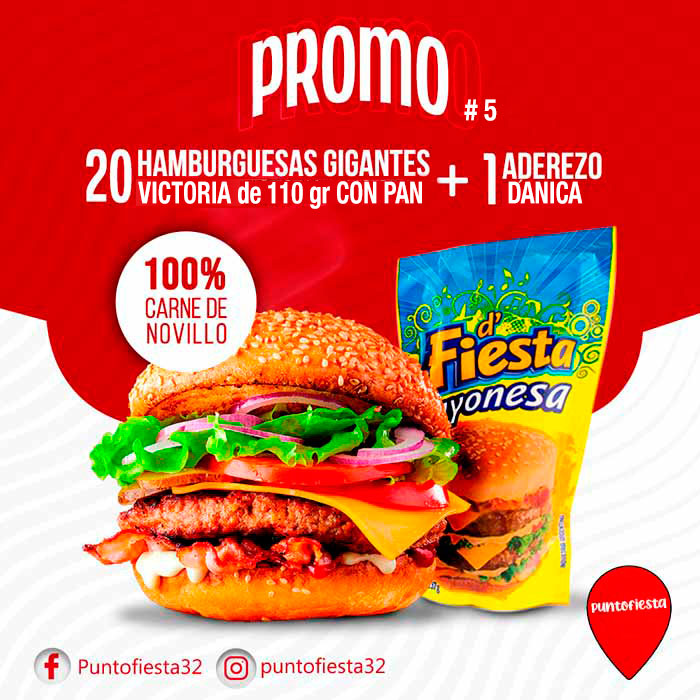 PROMO
# 5
20 HAMBURGUESAS GIGANTES
VICTORIA de 110 gr CON PAN
+ 1 ADEREZO
DÁNICA
100%
CARNE DE
NOVILLO
d'
Fiesta
yonesa
puntofiesta
Puntofiesta32
puntofiesta32